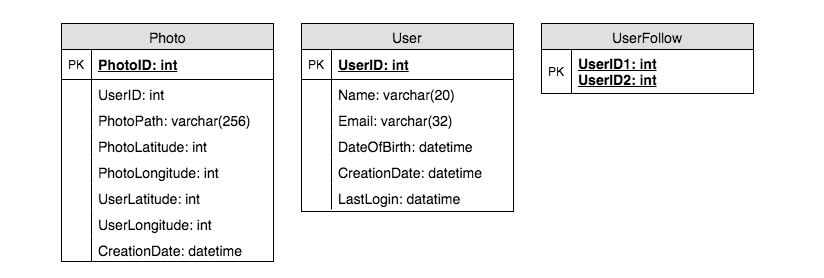 Photo
PK PhotoID: int
UserID: int
PhotoPath: varchar(256)
PhotoLatitude: int
PhotoLongitude: int
UserLatitude: int
UserLongitude: int
CreationDate: datetime
User
PK UserID: int
Name: varchar(20)
Email: varchar(32)
DateOfBirth: datetime
CreationDate: datetime
LastLogin: datatime
UserFollow
PK UserID1: int
UserID2: int